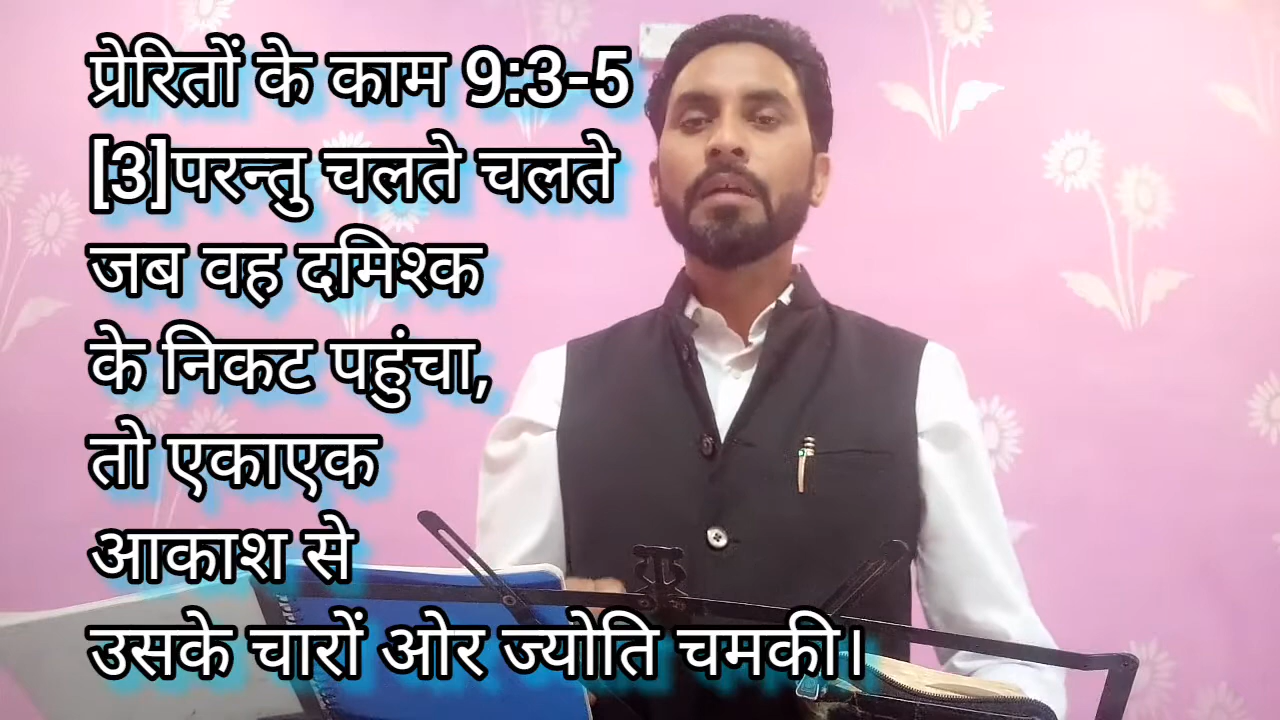 प्रेरितों के काम 9:3-5
[3]परन्तु चलते चलते
जब वह दमिश्क
के निकट पहुंचा,
तो एकाएक
आकाश से
उसके चारों ओर ज्योति चमकी।